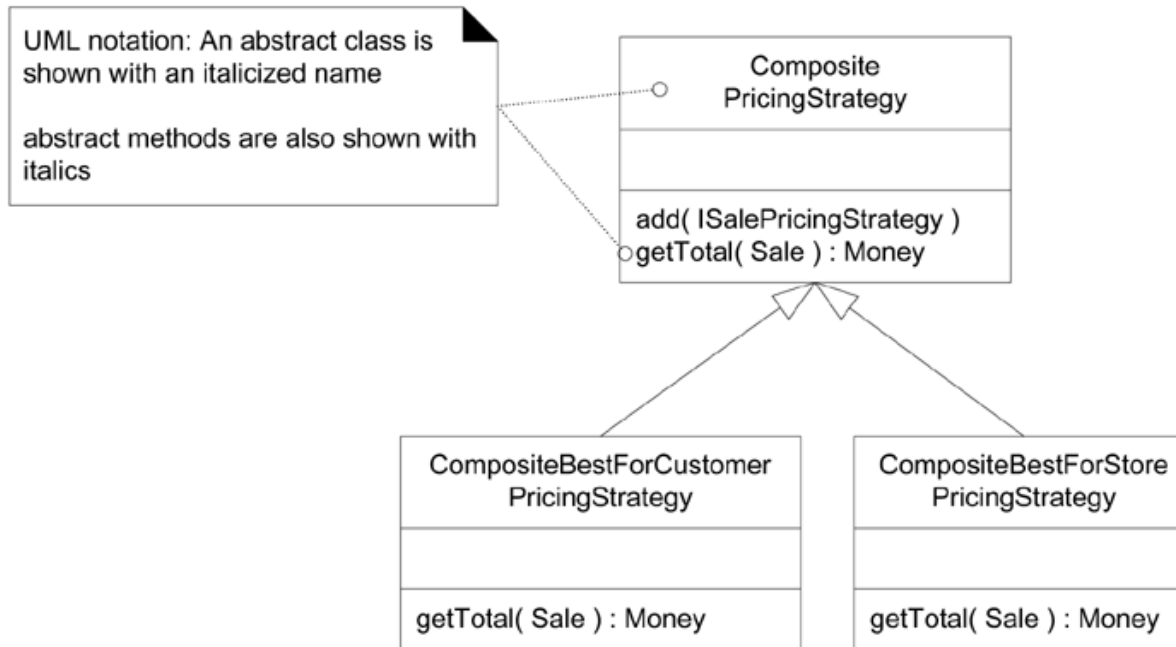 UML notation: An abstract class is
shown with an italicized name
abstract methods are also shown with
italics
Composite
PricingStrategy
add( ISalePricingStrategy )
getTotal( Sale ) : Money
CompositeBestForCustomer
PricingStrategy
getTotal( Sale ) : Money
CompositeBestForStore
PricingStrategy
getTotal( Sale ) : Money